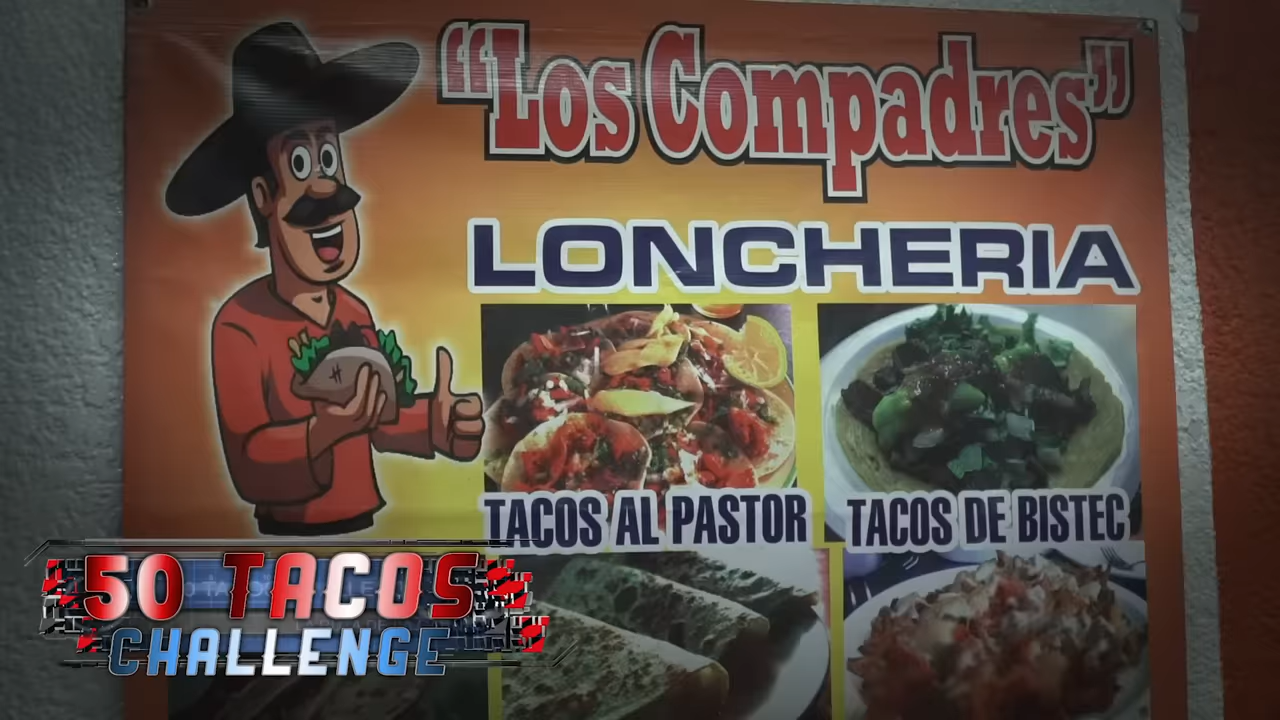 "Los Compadres"
LONCHERIA
TACOS AL PASTOR
TACOS DE BISTEC
50 TACOS
CHALLENGE